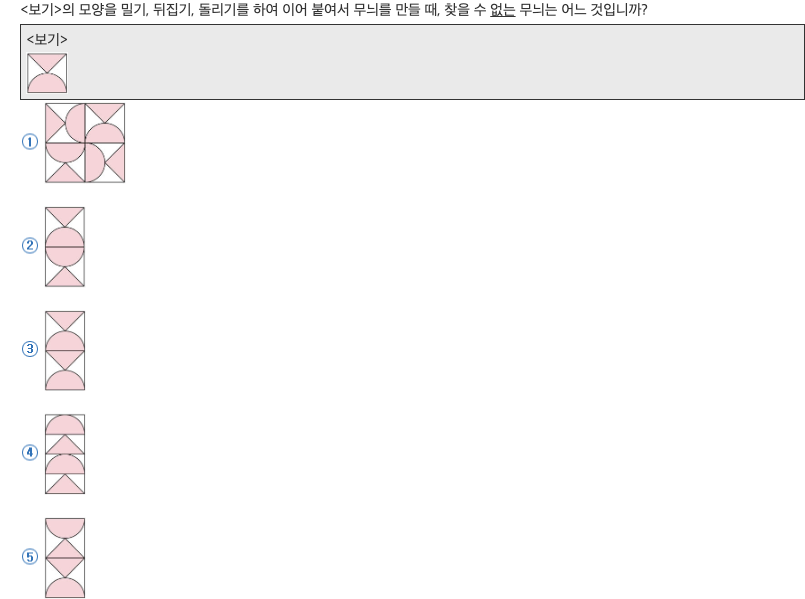 <보기>의 모양을 밀기, 뒤집기, 돌리기를 하여 이어 붙여서 무늬를 만들 때, 찾을 수 없는 무늬는 어느 것입니까?
<보기>
①
②
③
④
⑤